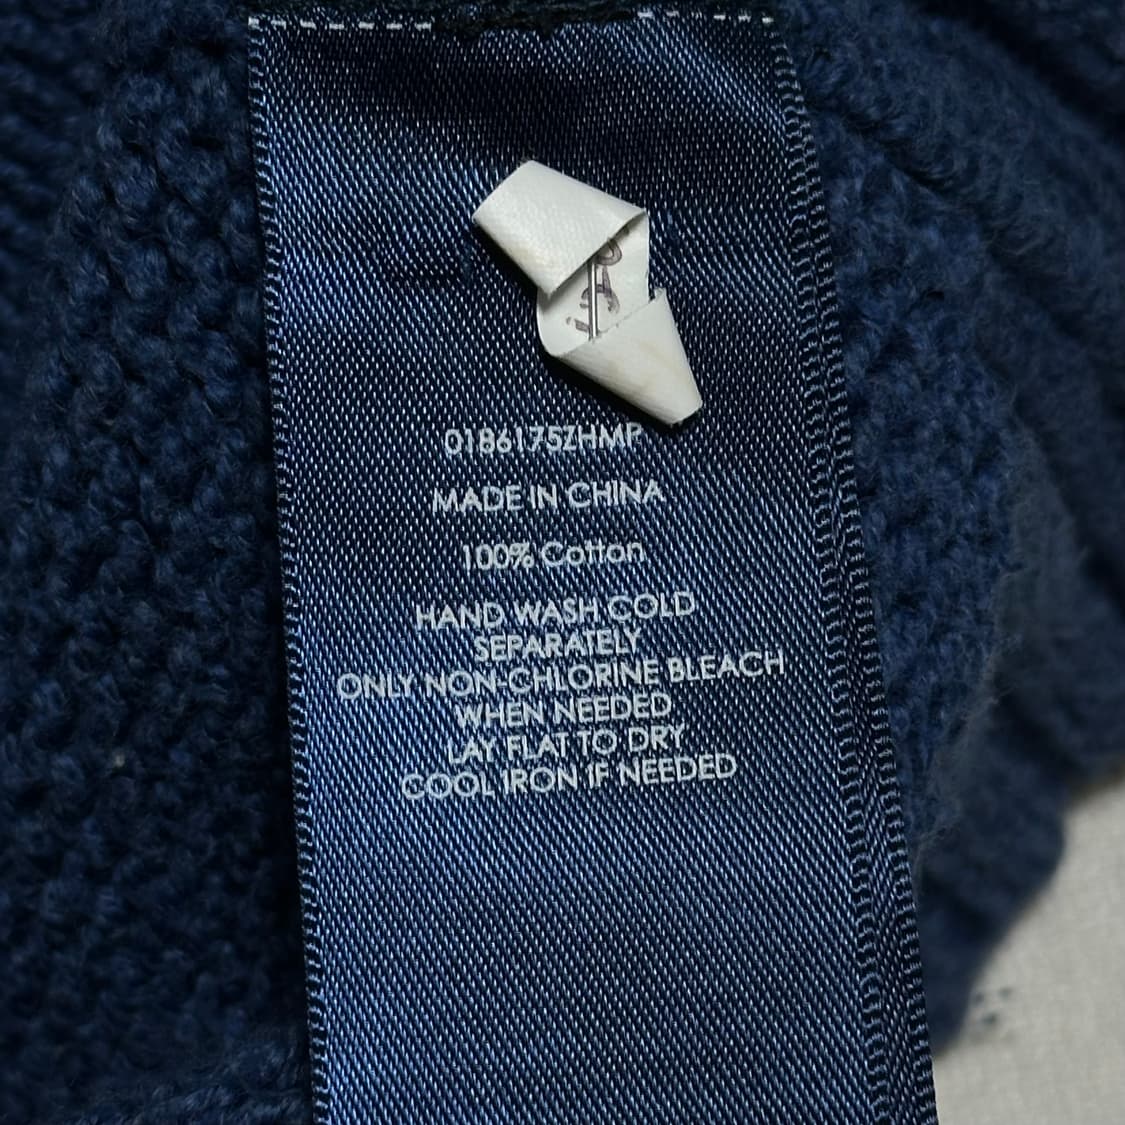 0186175ZHMP
MADE IN CHINA
100% Cotton
HAND WASH COLD
SEPARATELY
ONLY NON-CHLORINE BLEACH
WHEN NEEDED
LAY FLAT TO DRY
COOL IRON IF NEEDED